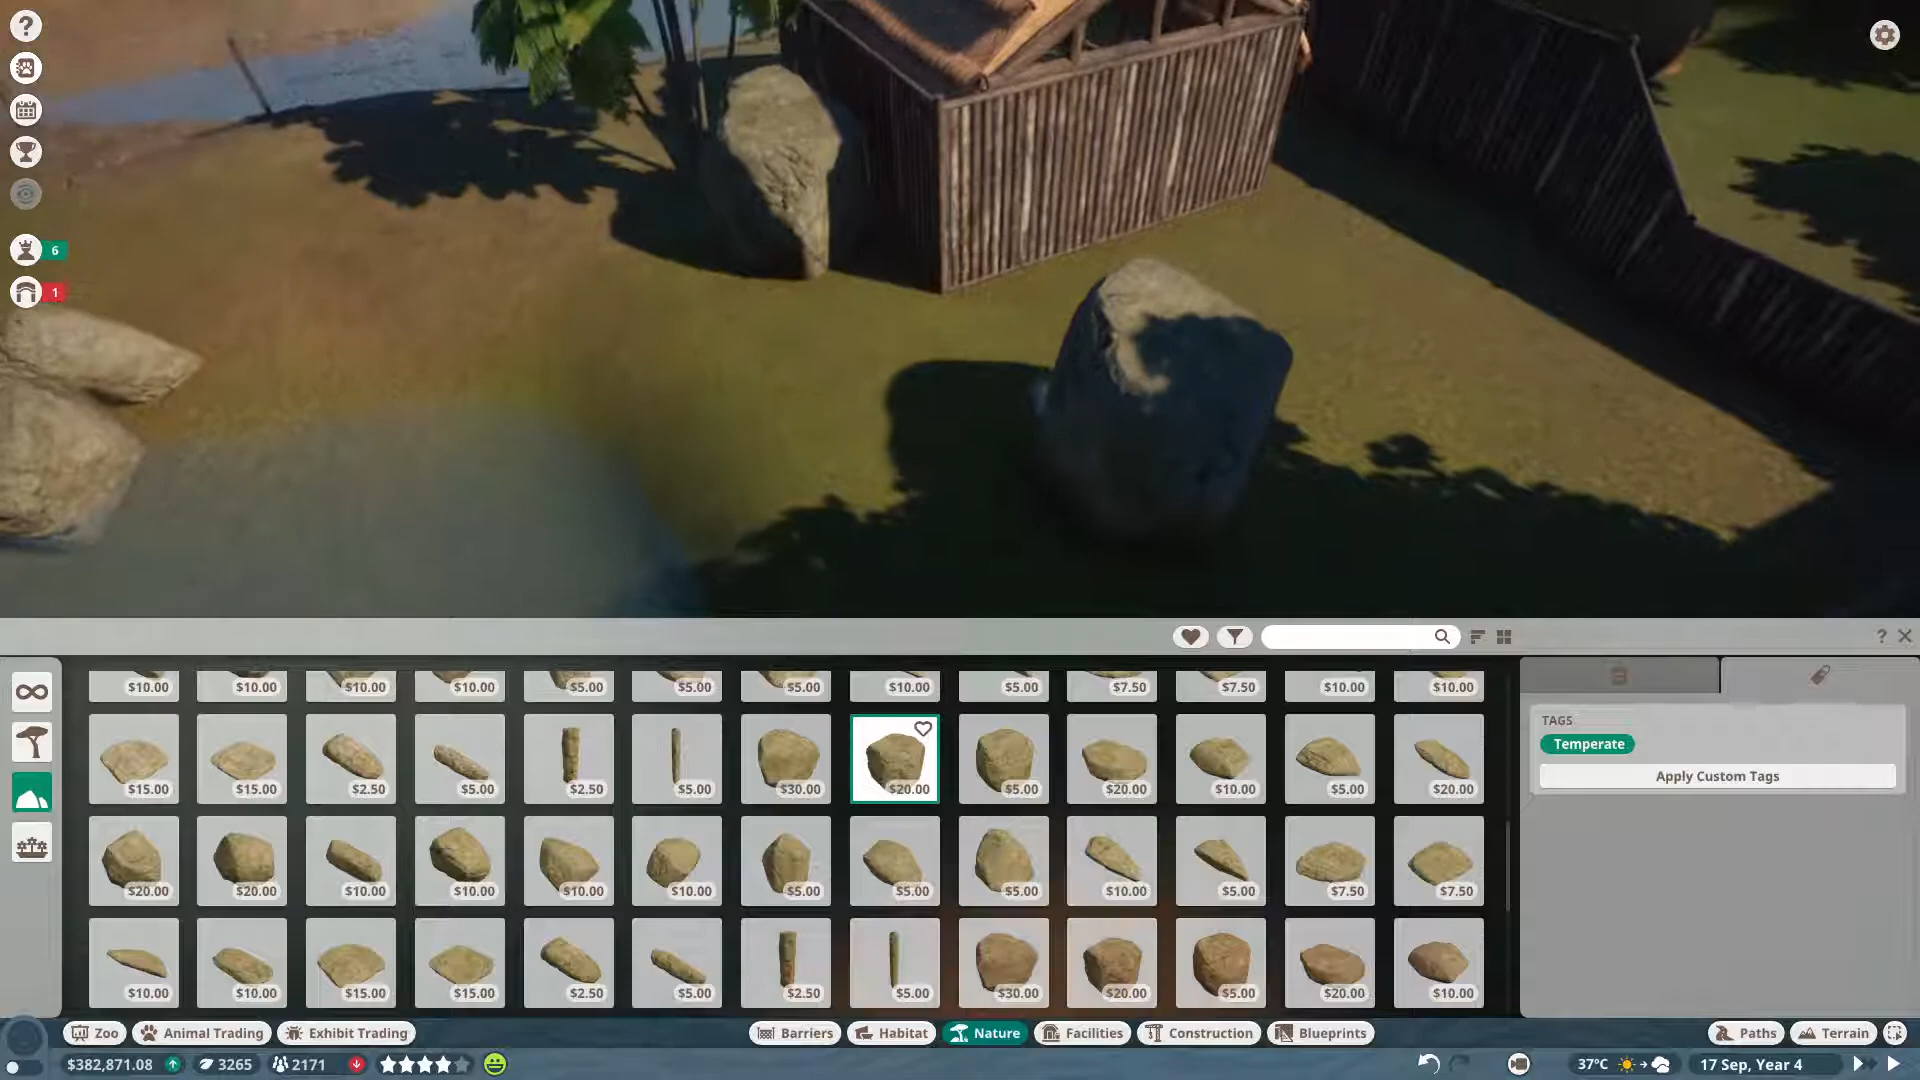 6
1
$10.00 $10.00 $10.00 $10.00 $5.00 $5.00 $5.00 $10.00 $5.00 $7.50 $7.50 $10.00 $10.00
$15.00 $15.00 $2.50 $5.00 $2.50 $5.00 $30.00 $20.00 $5.00 $20.00 $10.00 $5.00 $20.00
$20.00 $20.00 $10.00 $10.00 $10.00 $10.00 $5.00 $5.00 $5.00 $10.00 $5.00 $7.50 $7.50
$10.00 $10.00 $15.00 $15.00 $2.50 $5.00 $2.50 $5.00 $30.00 $20.00 $5.00 $20.00 $10.00
TAGS
Temperate
Apply Custom Tags
Zoo Animal Trading Exhibit Trading Barriers Habitat Nature Facilities Construction Blueprints Paths Terrain
$382,871.08 3265 2171 37°C 17 Sep, Year 4